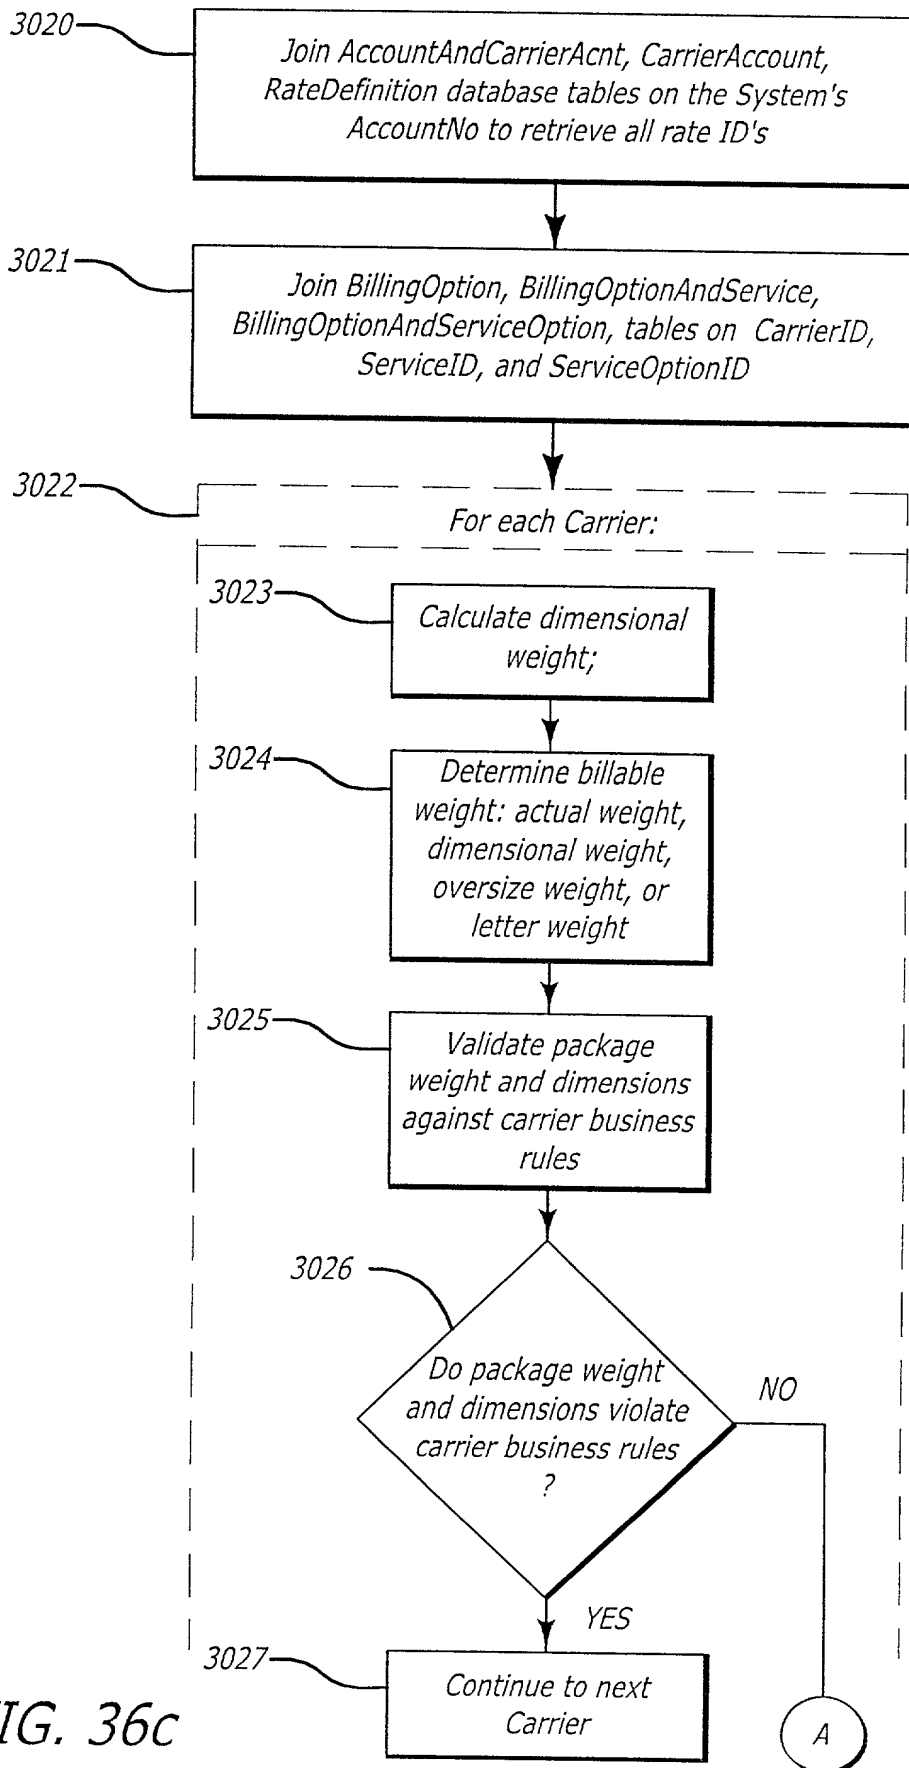 3020
Join AccountAndCarrierAcnt, CarrierAccount,
RateDefinition database tables on the System's
AccountNo to retrieve all rate ID's
3021
Join BillingOption, BillingOptionAndService,
BillingOptionAndServiceOption, tables on CarrierID,
ServiceID, and ServiceOptionID
3022
For each Carrier:
3023
Calculate dimensional
weight;
3024
Determine billable
weight: actual weight,
dimensional weight,
oversize weight, or
letter weight
3025
Validate package
weight and dimensions
against carrier business
rules
3026
Do package weight
and dimensions violate
carrier business rules
?
NO
YES
3027
Continue to next
Carrier
A
IG. 36c